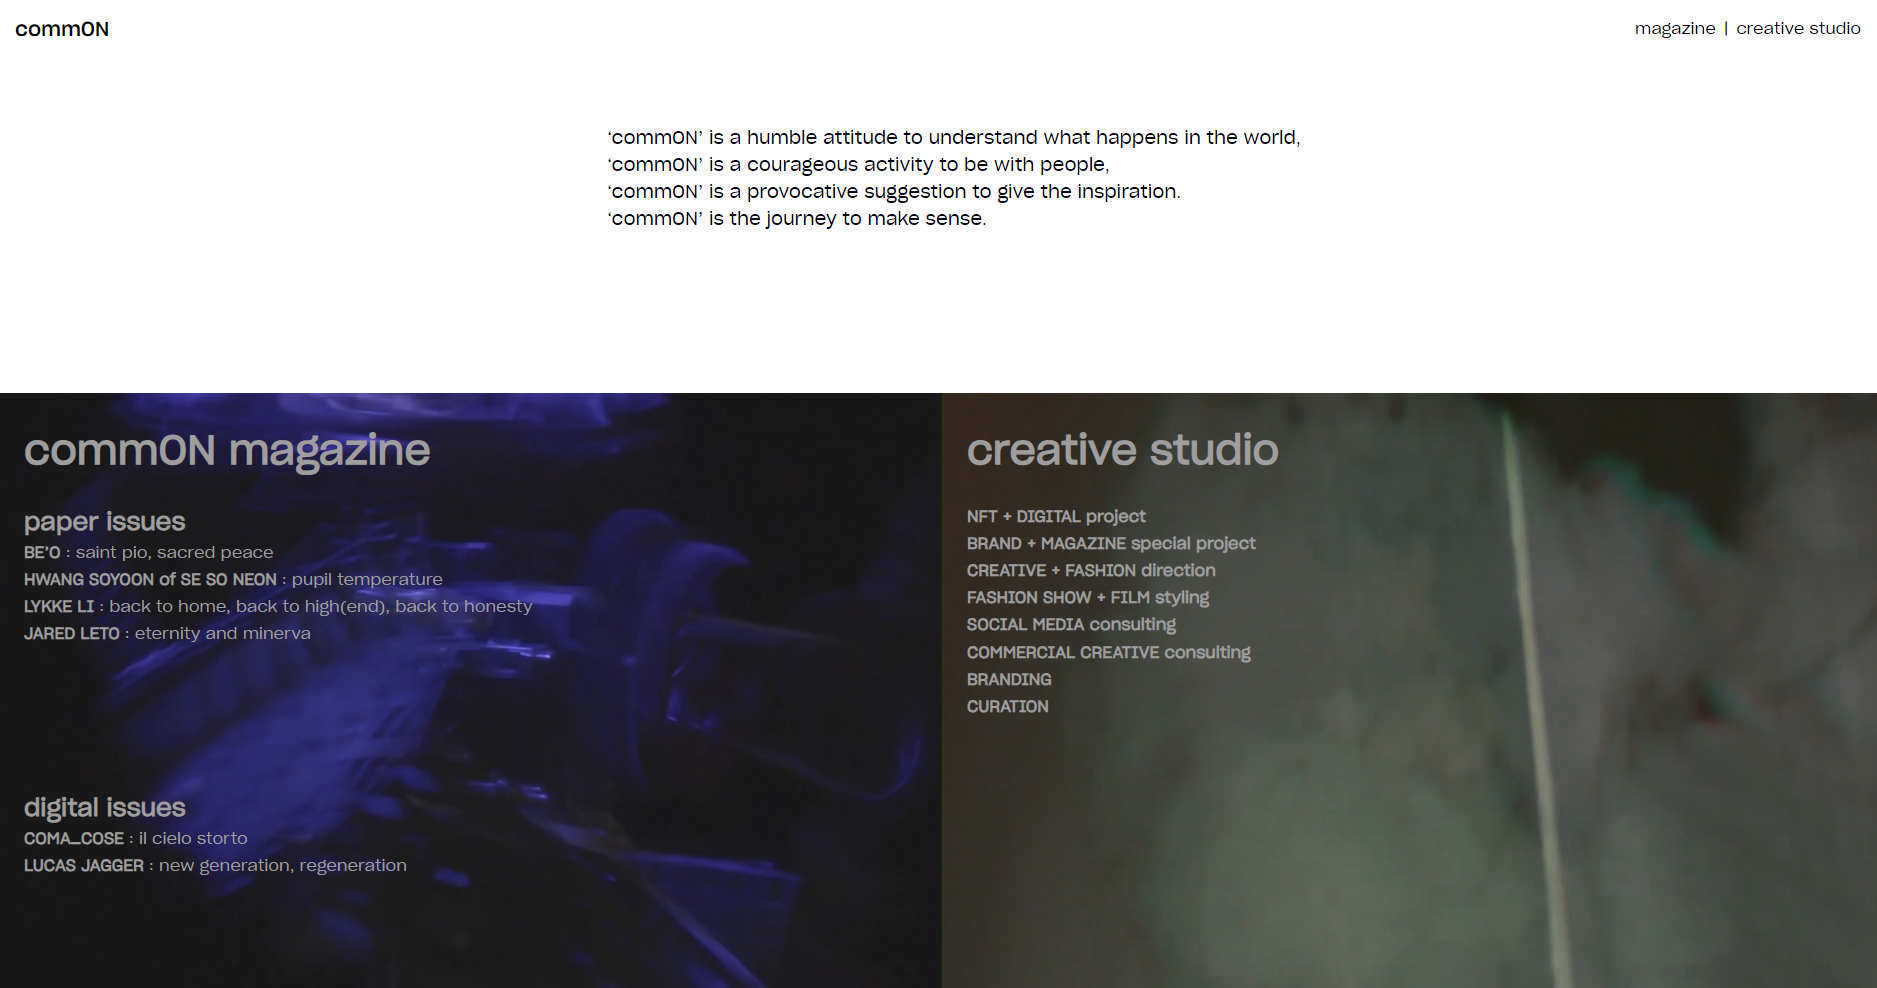 commON
magazine | creative studio
‘commON’ is a humble attitude to understand what happens in the world,
‘commON’ is a courageous activity to be with people,
‘commON’ is a provocative suggestion to give the inspiration.
‘commON’ is the journey to make sense.
commON magazine
paper issues
BE’O : saint pio, sacred peace
HWANG SOYOON of SE SO NEON : pupil temperature
LYKKE LI : back to home, back to high(end), back to honesty
JARED LETO : eternity and minerva
digital issues
COMA_COSE : il cielo storto
LUCAS JAGGER : new generation, regeneration
creative studio
NFT + DIGITAL project
BRAND + MAGAZINE special project
CREATIVE + FASHION direction
FASHION SHOW + FILM styling
SOCIAL MEDIA consulting
COMMERCIAL CREATIVE consulting
BRANDING
CURATION